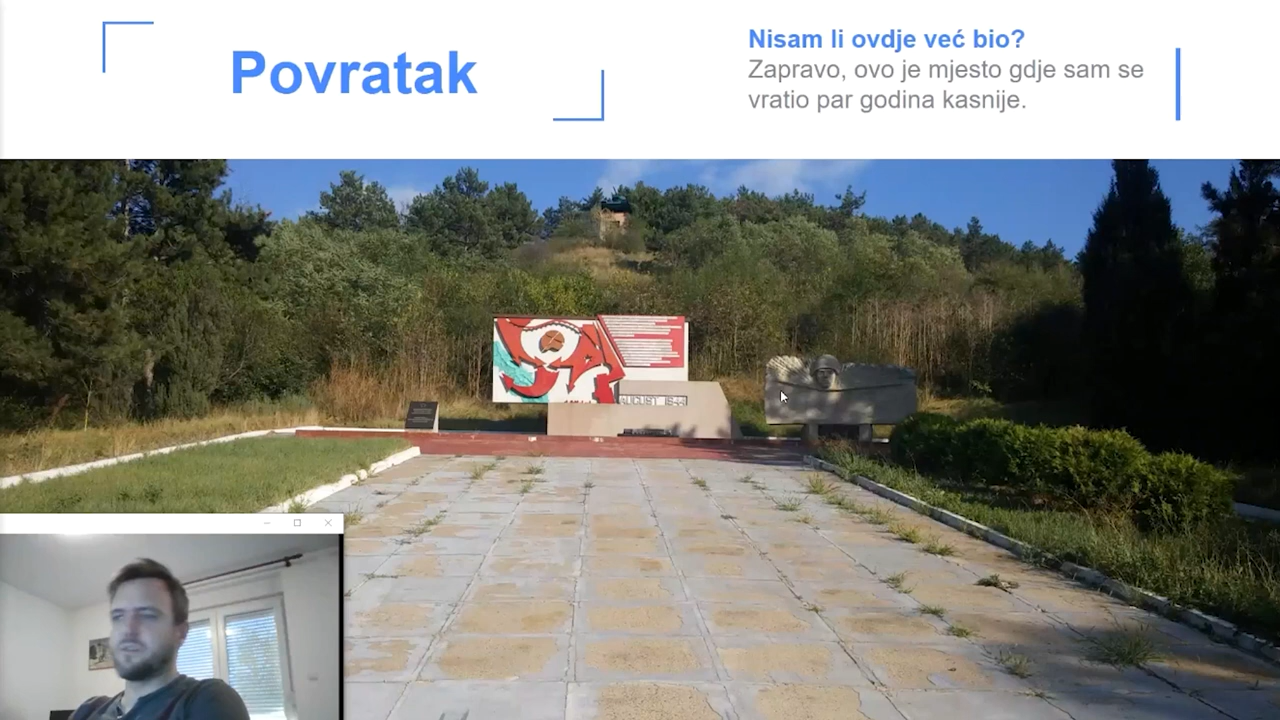 Povratak
Nisam li ovdje već bio?
Zapravo, ovo je mjesto gdje sam se
vratio par godina kasnije.
AUGUST 1944